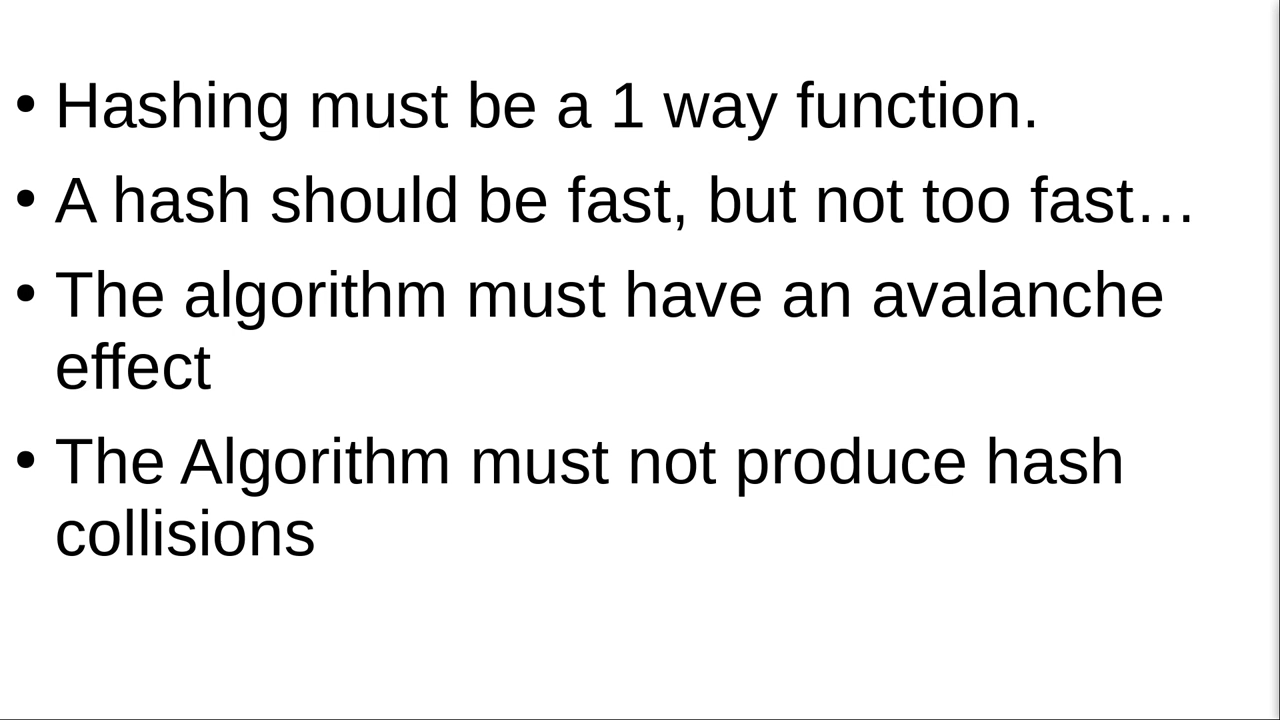 • Hashing must be a 1 way function.
• A hash should be fast, but not too fast…
• The algorithm must have an avalanche
effect
• The Algorithm must not produce hash
collisions